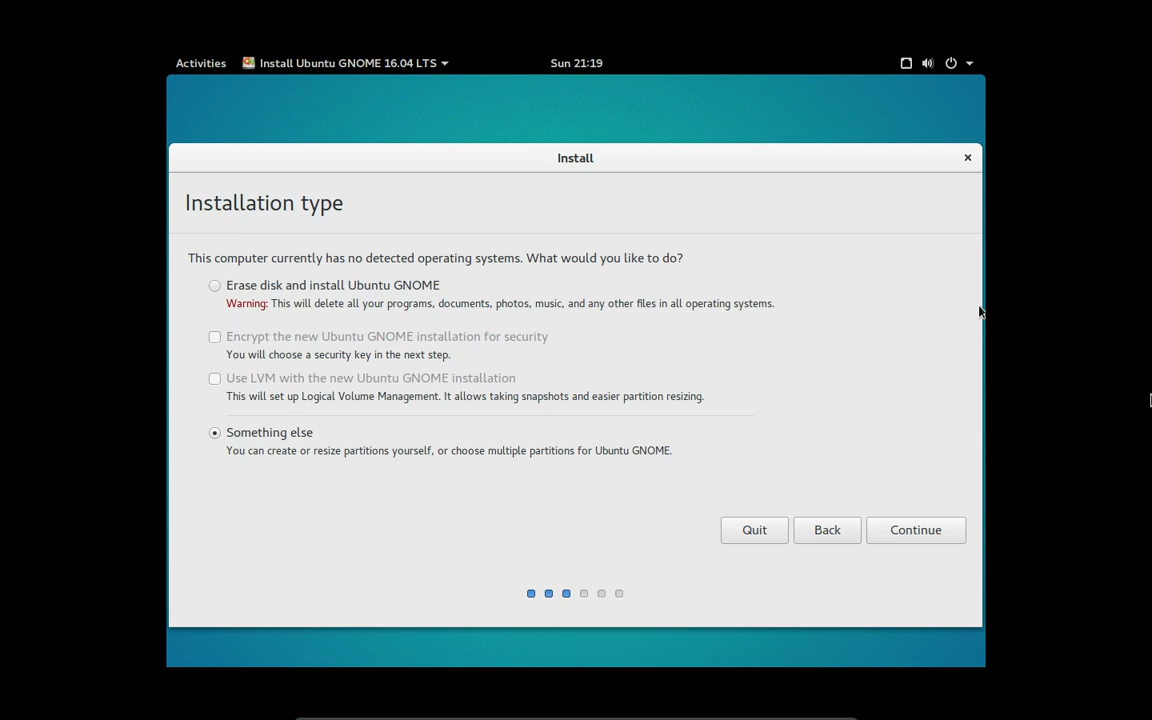 Activities Install Ubuntu GNOME 16.04 LTS Sun 21:19
Install ×
Installation type
This computer currently has no detected operating systems. What would you like to do?
Erase disk and install Ubuntu GNOME
Warning: This will delete all your programs, documents, photos, music, and any other files in all operating systems.
Encrypt the new Ubuntu GNOME installation for security
You will choose a security key in the next step.
Use LVM with the new Ubuntu GNOME installation
This will set up Logical Volume Management. It allows taking snapshots and easier partition resizing.
Something else
You can create or resize partitions yourself, or choose multiple partitions for Ubuntu GNOME.
Quit Back Continue